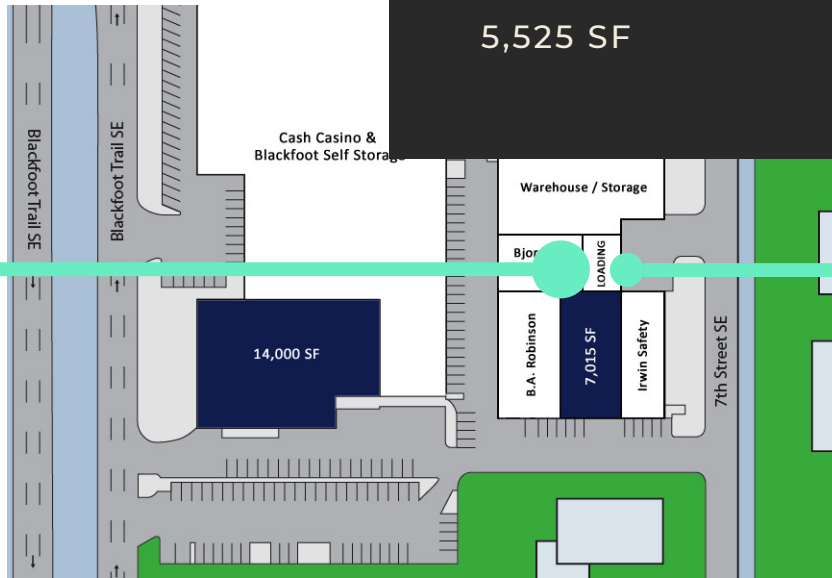 5,525 SF
Cash Casino &
Blackfoot Self Storage
Warehouse / Storage
Blackfoot Trail SE
Blackfoot Trail SE
LOADING
14,000 SF
B.A. Robinson
7,015 SF
Irwin Safety
7th Street SE